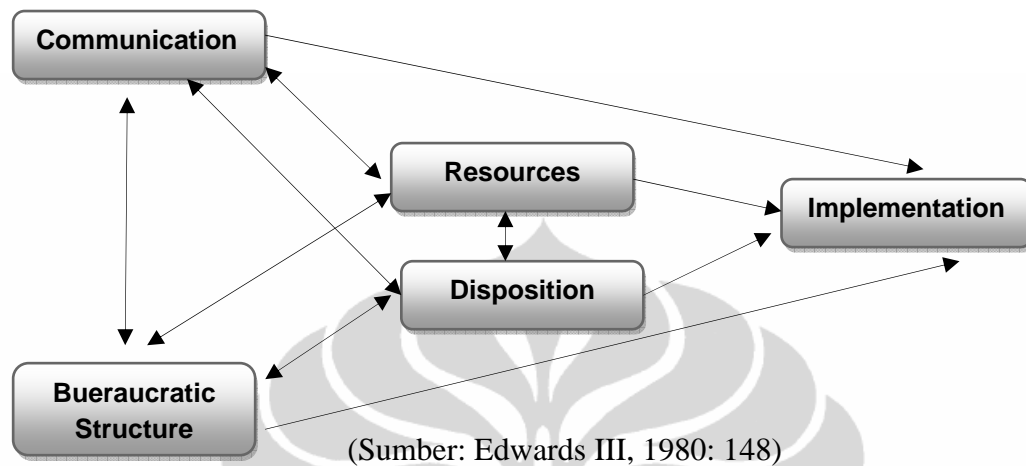 Communication
Resources
Implementation
Disposition
Bueraucratic
Structure
(Sumber: Edwards III, 1980: 148)